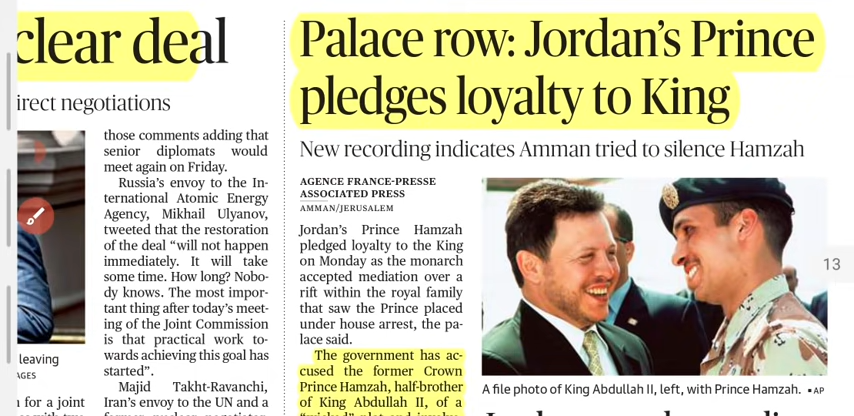 clear deal
irect negotiations
those comments adding that
senior diplomats would
meet again on Friday.
Russia's envoy to the In-
ternational Atomic Energy
Agency, Mikhail Ulyanov,
tweeted that the restoration
of the deal “will not happen
immediately. It will take
some time. How long? Nobo-
dy knows. The most impor-
tant thing after today's meet-
ing of the Joint Commission
is that practical work to-
wards achieving this goal has
started”.
Majid Takht-Ravanchi,
Iran's envoy to the UN and a
former nuclear negotiator,
leaving
AGES
n for a joint
Palace row: Jordan's Prince
pledges loyalty to King
New recording indicates Amman tried to silence Hamzah
AGENCE FRANCE-PRESSE
ASSOCIATED PRESS
AMMAN/JERUSALEM
Jordan's Prince Hamzah
pledged loyalty to the King
on Monday as the monarch
accepted mediation over a
rift within the royal family
that saw the Prince placed
under house arrest, the pa-
lace said.
The government has ac-
cused the former Crown
Prince Hamzah, half-brother
of King Abdullah II, of a
A file photo of King Abdullah II, left, with Prince Hamzah. ▪ AP
13